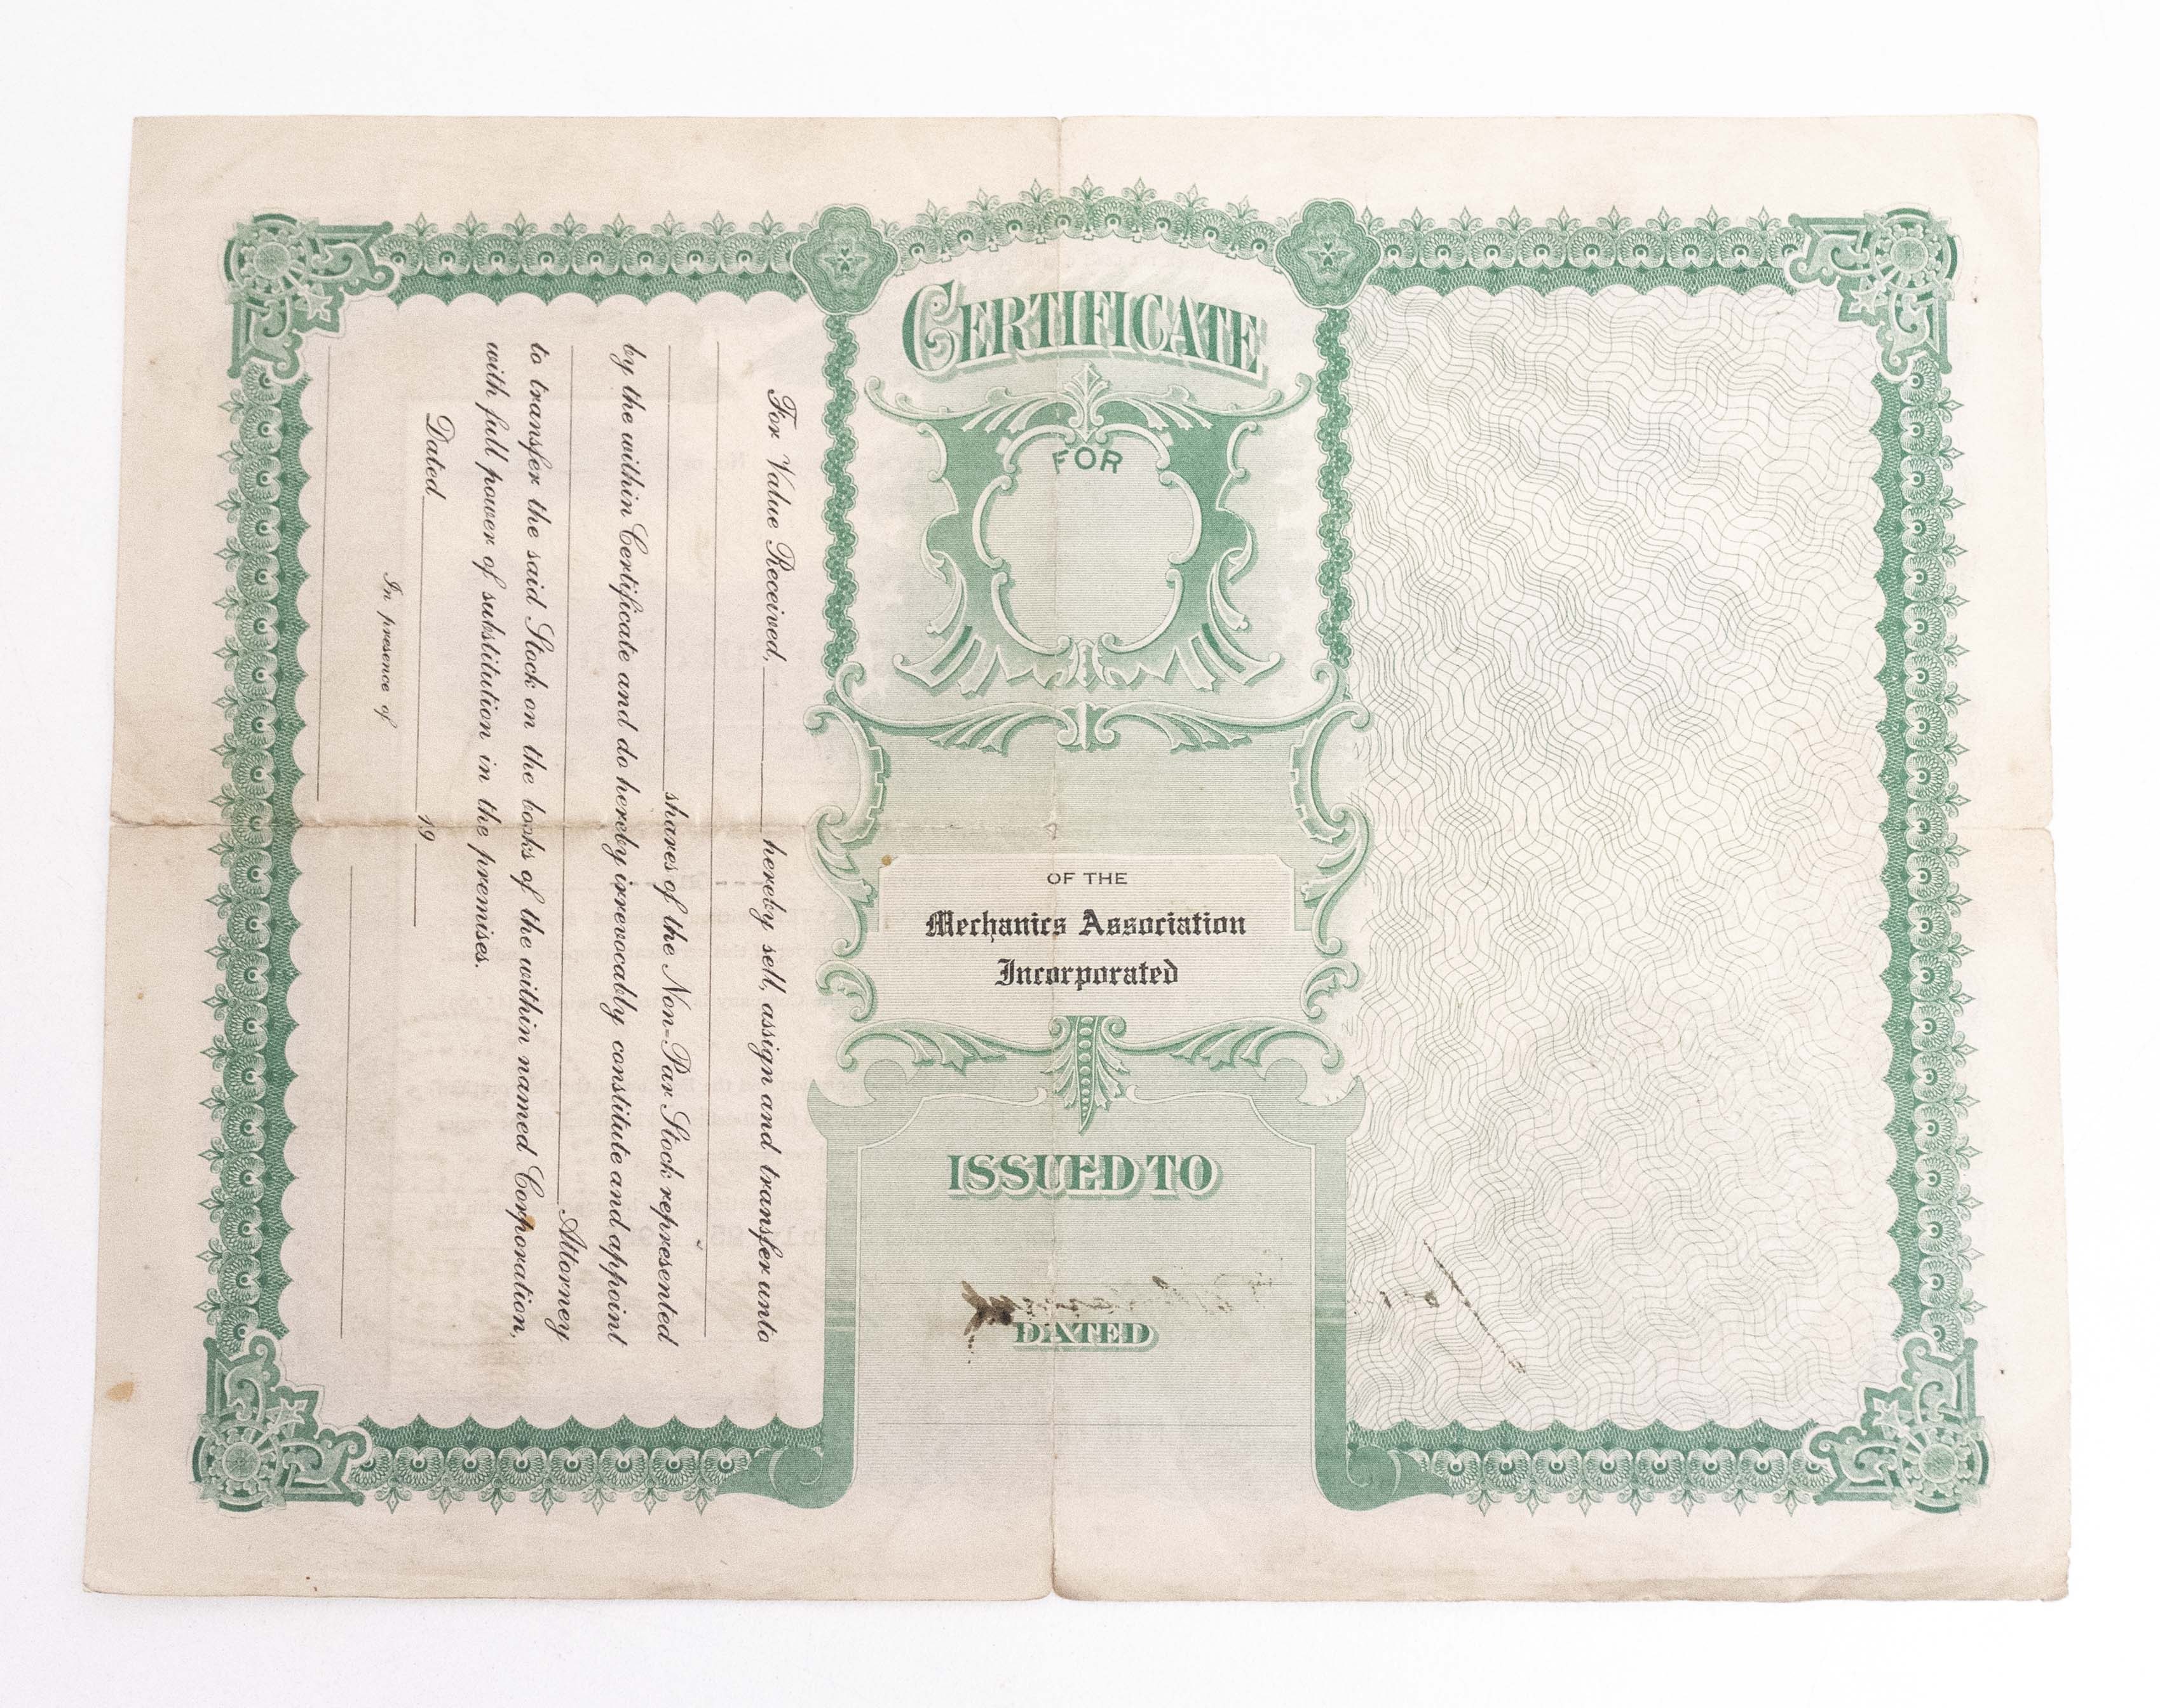 For Value Received, hereby sell, assign and transfer unto
shares of the Non-Par Stock represented
by the within Certificate and do hereby irrevocably constitute and appoint
Attorney
to transfer the said Stock on the books of the within named Corporation,
with full power of substitution in the premises.
Dated 19
In presence of
CERTIFICATE
FOR
OF THE
Mechanics Association
Incorporated
ISSUED TO
DATED